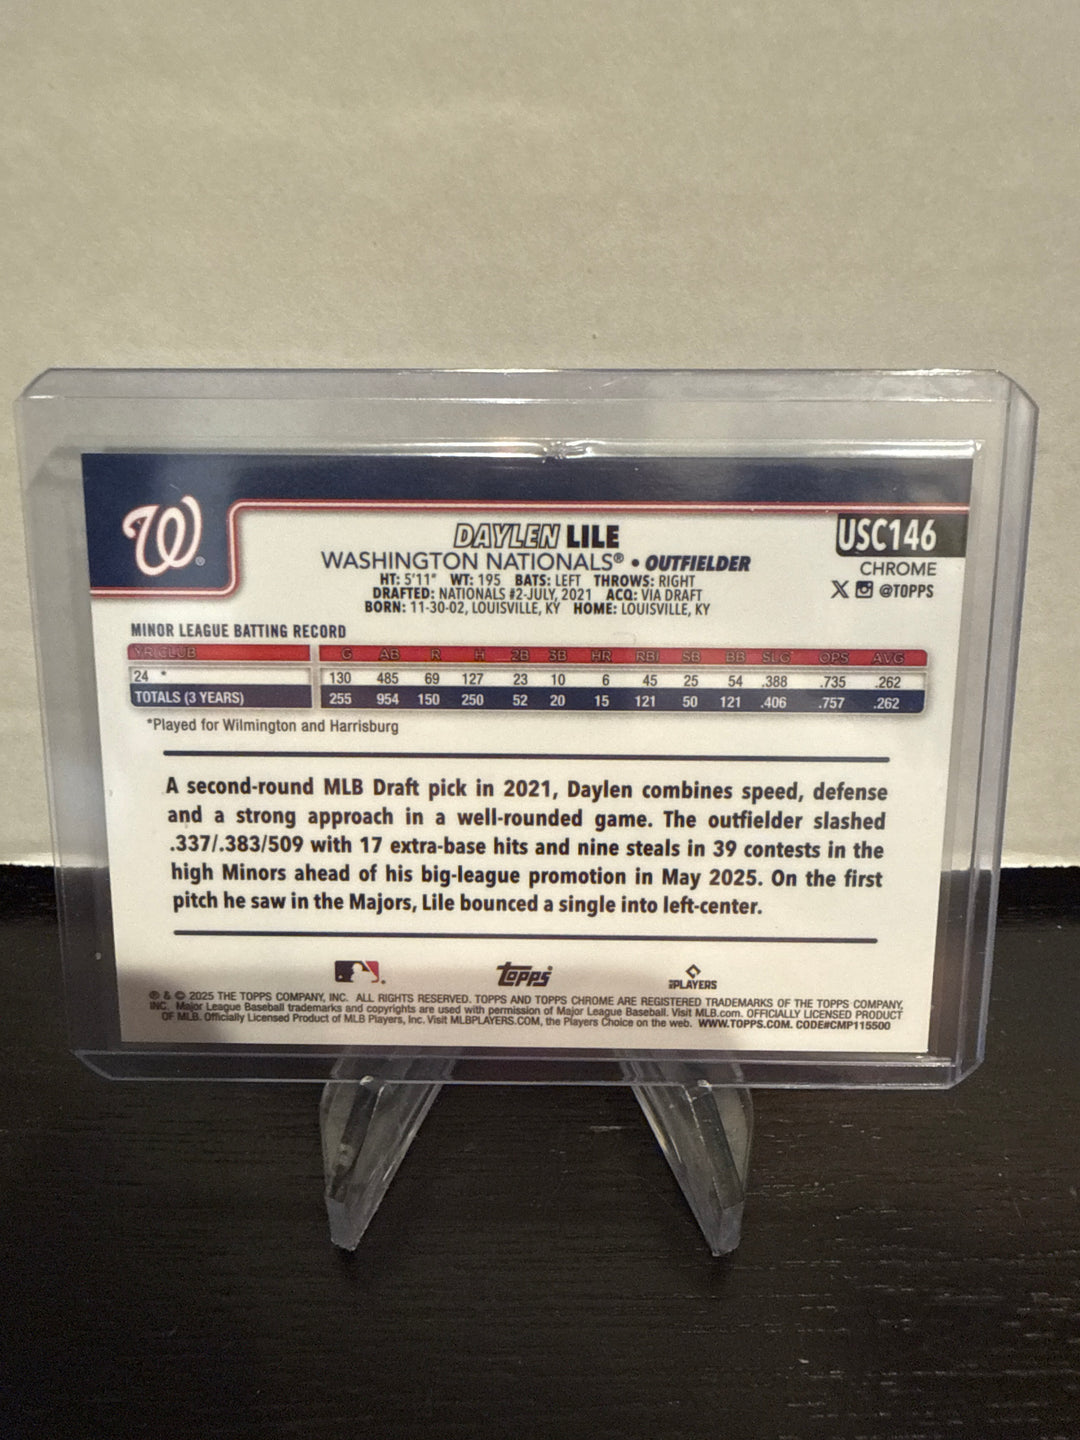 W®
DAYLEN LILE
USC146
WASHINGTON NATIONALS® • OUTFIELDER
CHROME
HT: 5'11" WT: 195 BATS: LEFT THROWS: RIGHT
DRAFTED: NATIONALS #2-JULY, 2021 ACQ: VIA DRAFT
@TOPPS
BORN: 11-30-02, LOUISVILLE, KY HOME: LOUISVILLE, KY
MINOR LEAGUE BATTING RECORD
YR CLUB G AB R H 2B 3B HR RBI SB BB SLG OPS AVG
24 * 130 485 69 127 23 10 6 45 25 54 .388 .735 .262
TOTALS (3 YEARS) 255 954 150 250 52 20 15 121 50 121 .406 .757 .262
*Played for Wilmington and Harrisburg
A second-round MLB Draft pick in 2021, Daylen combines speed, defense
and a strong approach in a well-rounded game. The outfielder slashed
.337/.383/509 with 17 extra-base hits and nine steals in 39 contests in the
high Minors ahead of his big-league promotion in May 2025. On the first
pitch he saw in the Majors, Lile bounced a single into left-center.
topps
PLAYERS
® & © 2025 THE TOPPS COMPANY, INC. ALL RIGHTS RESERVED. TOPPS AND TOPPS CHROME ARE REGISTERED TRADEMARKS OF THE TOPPS COMPANY,
INC. Major League Baseball trademarks and copyrights are used with permission of Major League Baseball. Visit MLB.com. OFFICIALLY LICENSED PRODUCT
OF MLB. Officially Licensed Product of MLB Players, Inc. Visit MLBPLAYERS.COM, the Players Choice on the web. WWW.TOPPS.COM. CODE#CMP115500